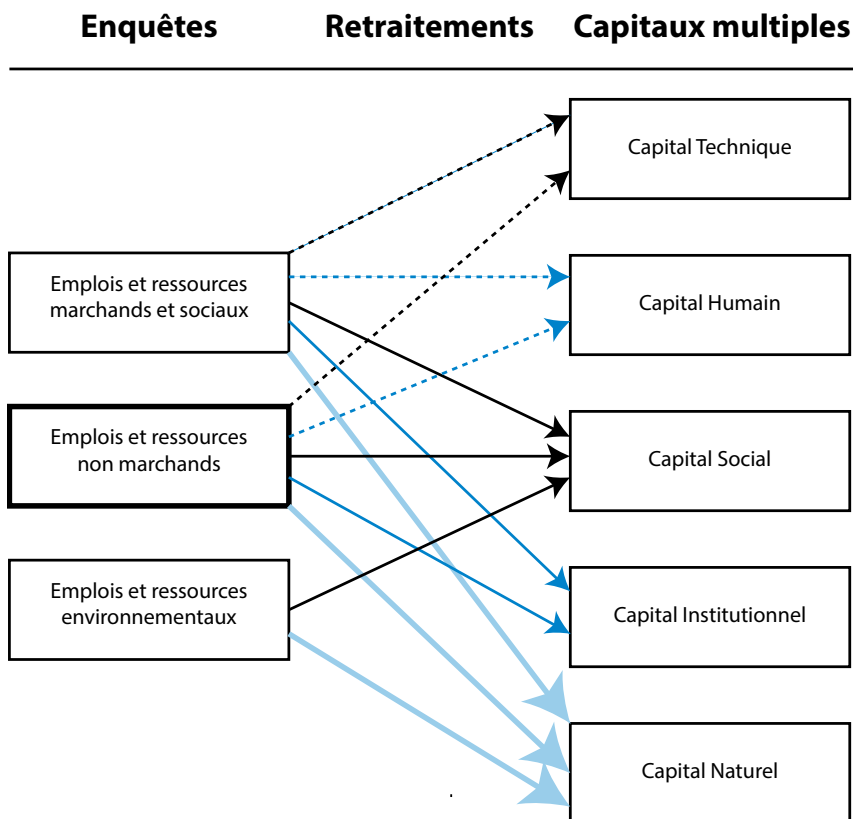 Enquêtes Retraitements Capitaux multiples
Capital Technique
Emplois et ressources
marchands et sociaux
Capital Humain
Emplois et ressources
non marchands
Capital Social
Emplois et ressources
environnementaux
Capital Institutionnel
Capital Naturel